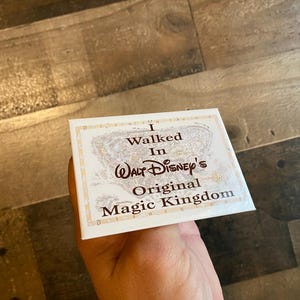 I
Walked
In
Walt Disney's
Original
Magic Kingdom